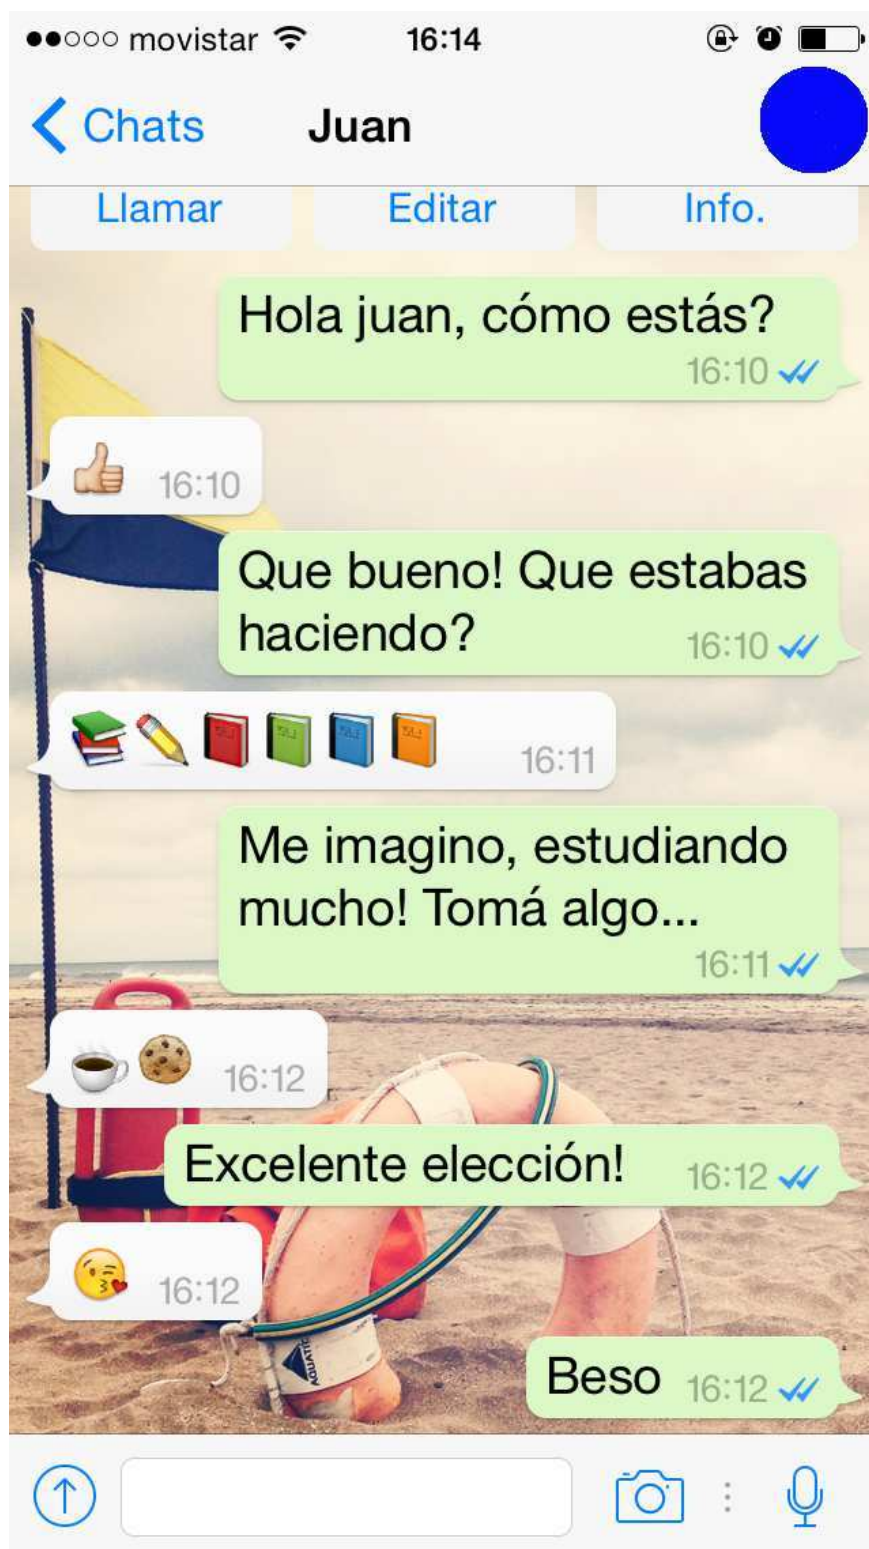 movistar 16:14
Chats Juan
Llamar Editar Info.
Hola juan, cómo estás?
16:10
👍🏼 16:10
Que bueno! Que estabas
haciendo? 16:10
📚✏️📕📗📘📙 16:11
Me imagino, estudiando
mucho! Tomá algo...
16:11
☕🍪 16:12
Excelente elección! 16:12
😘 16:12
Beso 16:12